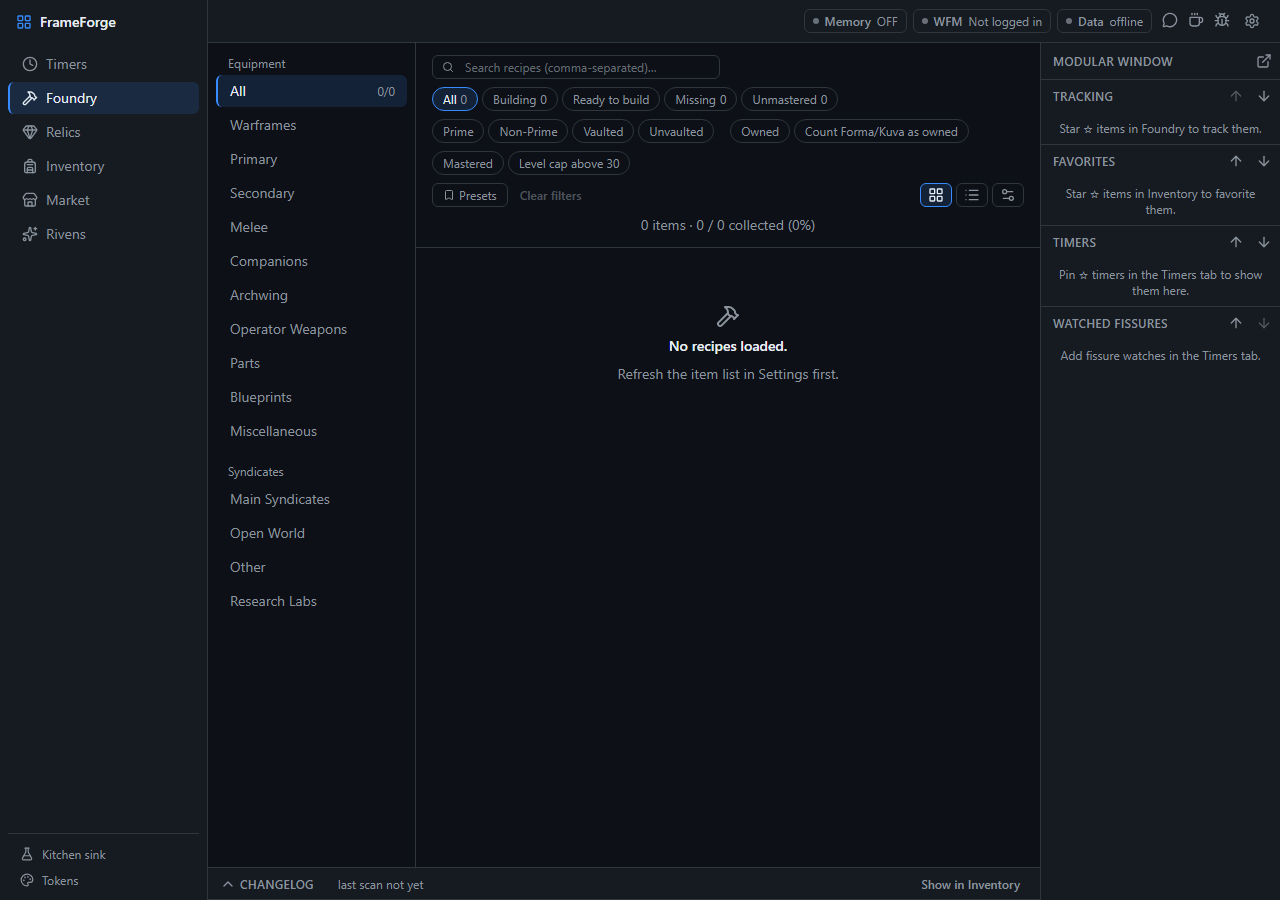 FrameForge
Memory OFF
WFM Not logged in
Data offline
Timers
Foundry
Relics
Inventory
Market
Rivens
Kitchen sink
Tokens
Equipment
All 0/0
Warframes
Primary
Secondary
Melee
Companions
Archwing
Operator Weapons
Parts
Blueprints
Miscellaneous
Syndicates
Main Syndicates
Open World
Other
Research Labs
Search recipes (comma-separated)...
All 0 Building 0 Ready to build Missing 0 Unmastered 0
Prime Non-Prime Vaulted Unvaulted Owned Count Forma/Kuva as owned
Mastered Level cap above 30
Presets Clear filters
0 items · 0 / 0 collected (0%)
No recipes loaded.
Refresh the item list in Settings first.
CHANGELOG last scan not yet Show in Inventory
MODULAR WINDOW
TRACKING
Star ☆ items in Foundry to track them.
FAVORITES
Star ☆ items in Inventory to favorite
them.
TIMERS
Pin ☆ timers in the Timers tab to show
them here.
WATCHED FISSURES
Add fissure watches in the Timers tab.